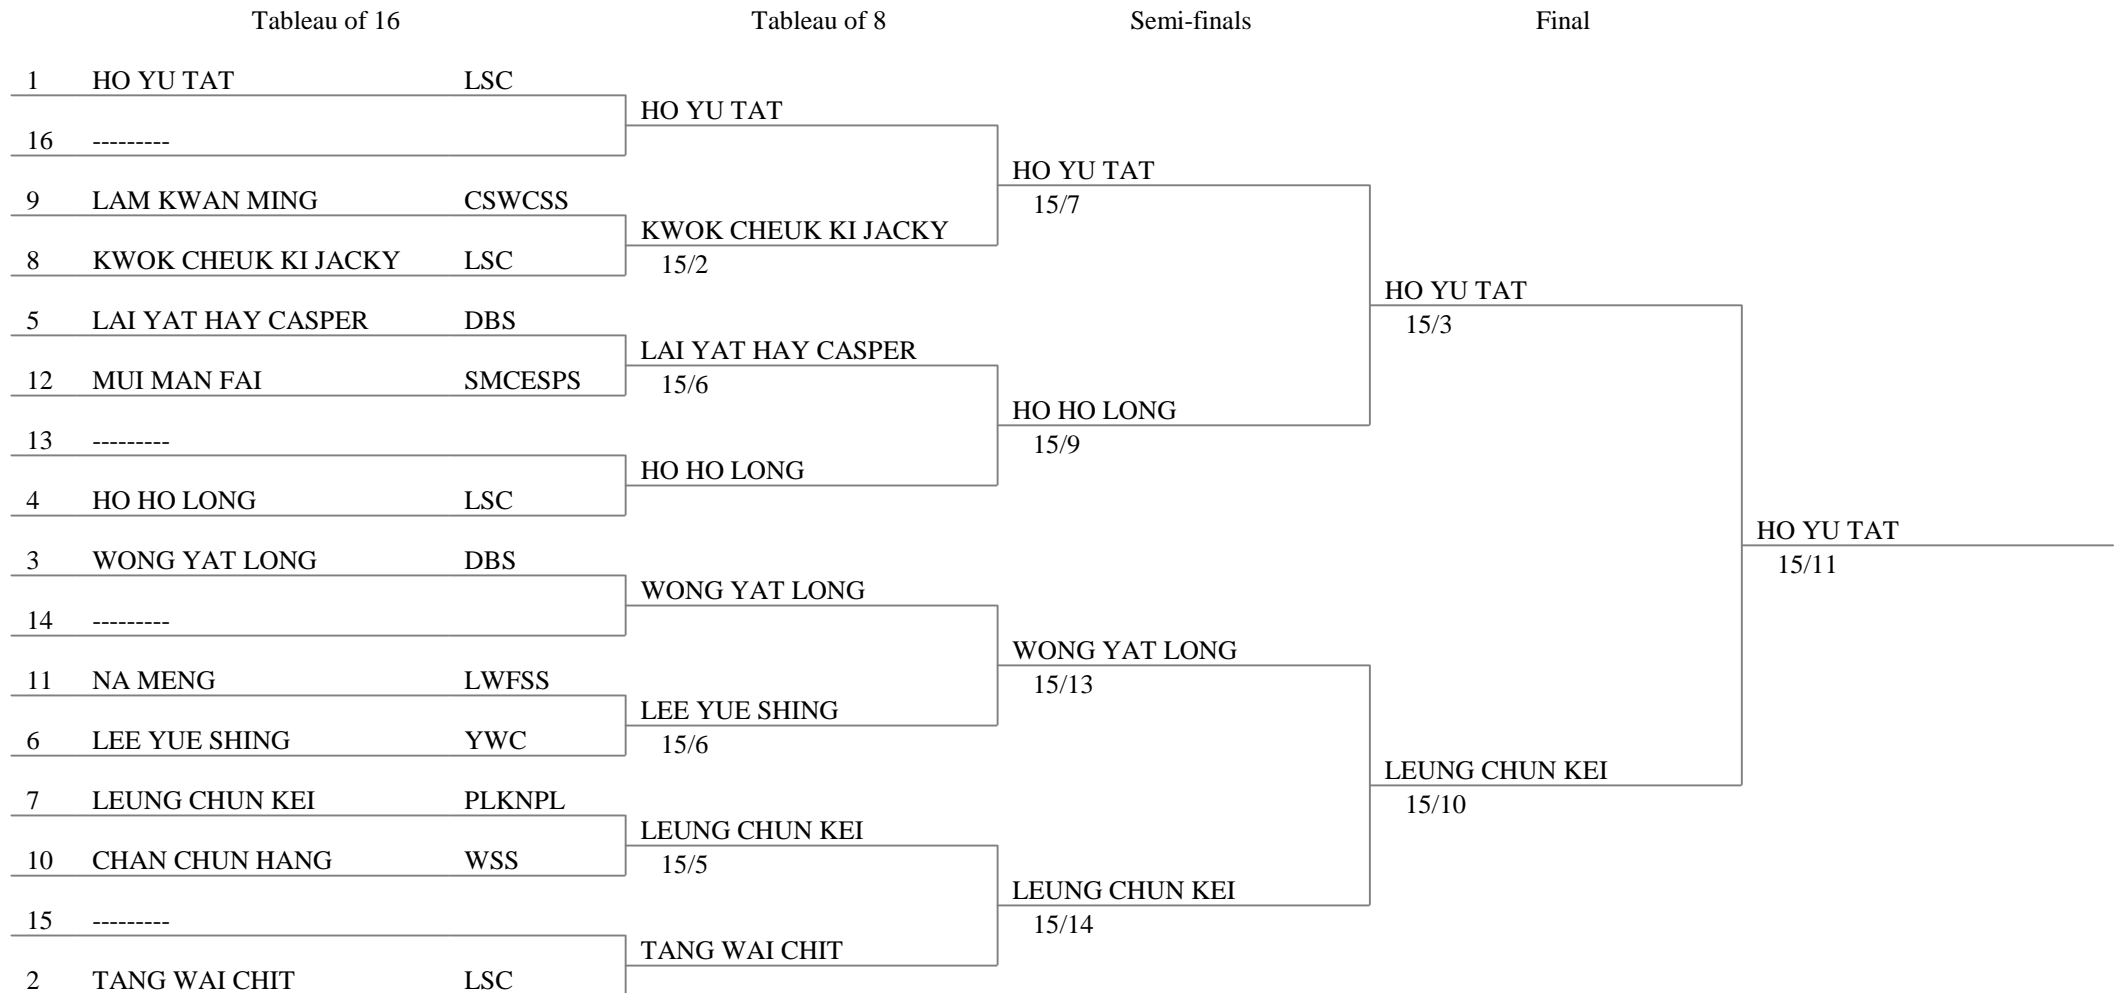 Tableau of 16 Tableau of 8 Semi-finals Final
1 HO YU TAT LSC
HO YU TAT
16 ---------
HO YU TAT
9 LAM KWAN MING CSWCSS
15/7
KWOK CHEUK KI JACKY
8 KWOK CHEUK KI JACKY LSC
15/2
HO YU TAT
5 LAI YAT HAY CASPER DBS
15/3
LAI YAT HAY CASPER
12 MUI MAN FAI SMCESPS
15/6
HO HO LONG
13 ---------
15/9
HO HO LONG
4 HO HO LONG LSC
HO YU TAT
3 WONG YAT LONG DBS
15/11
WONG YAT LONG
14 ---------
WONG YAT LONG
11 NA MENG LWFSS
15/13
LEE YUE SHING
6 LEE YUE SHING YWC
15/6
LEUNG CHUN KEI
7 LEUNG CHUN KEI PLKNPL
15/10
LEUNG CHUN KEI
10 CHAN CHUN HANG WSS
15/5
LEUNG CHUN KEI
15 ---------
15/14
TANG WAI CHIT
2 TANG WAI CHIT LSC